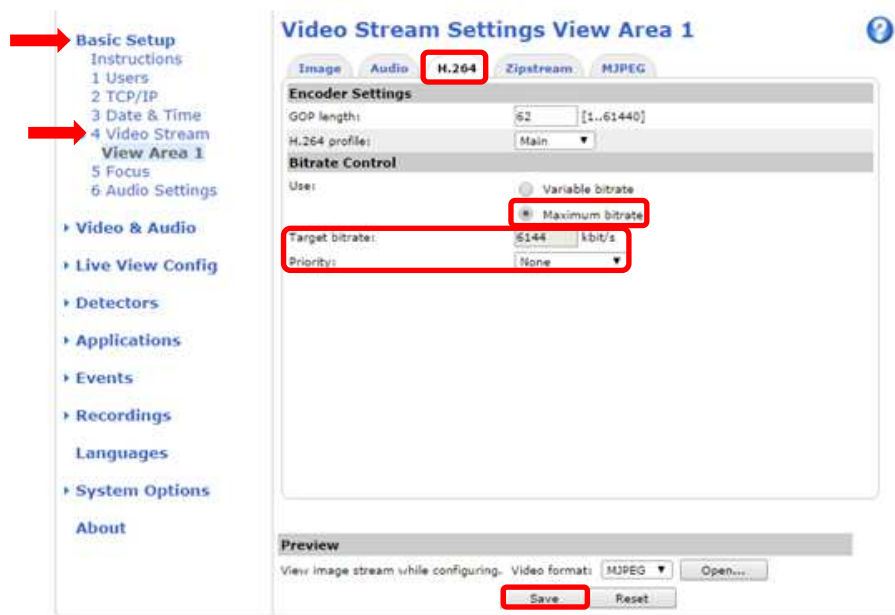 Basic Setup
Instructions
1 Users
2 TCP/IP
3 Date & Time
4 Video Stream
View Area 1
5 Focus
6 Audio Settings
Video & Audio
Live View Config
Detectors
Applications
Events
Recordings
Languages
System Options
About
Video Stream Settings View Area 1
?
Image Audio H.264 Zipstream MJPEG
Encoder Settings
GOP length: 62 [1..61440]
H.264 profile: Main
Bitrate Control
Use: Variable bitrate
Maximum bitrate
Target bitrate: 6144 kbit/s
Priority: None
Preview
View image stream while configuring. Video format: MJPEG Open...
Save Reset